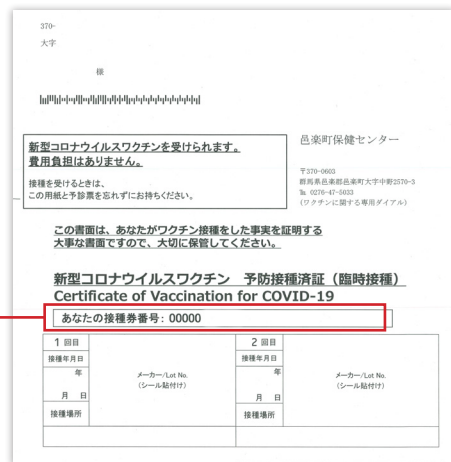 370-
大字
様
新型コロナウイルスワクチンを受けられます。
費用負担はありません。
接種を受けるときは、
この用紙と予診票を忘れずにお持ちください。
邑楽町保健センター
〒370-0603
群馬県邑楽郡邑楽町大字中野2570-3
℡ 0276-47-5033
(ワクチンに関する専用ダイアル)
この書面は、あなたがワクチン接種をした事実を証明する
大事な書面ですので、大切に保管してください。
新型コロナウイルスワクチン 予防接種済証（臨時接種）
Certificate of Vaccination for COVID-19
あなたの接種券番号: 00000
1 回目
接種年月日
年
月 日
接種場所
メーカー/Lot No.
(シール貼付け)
2 回目
接種年月日
年
月 日
接種場所
メーカー/Lot No.
(シール貼付け)